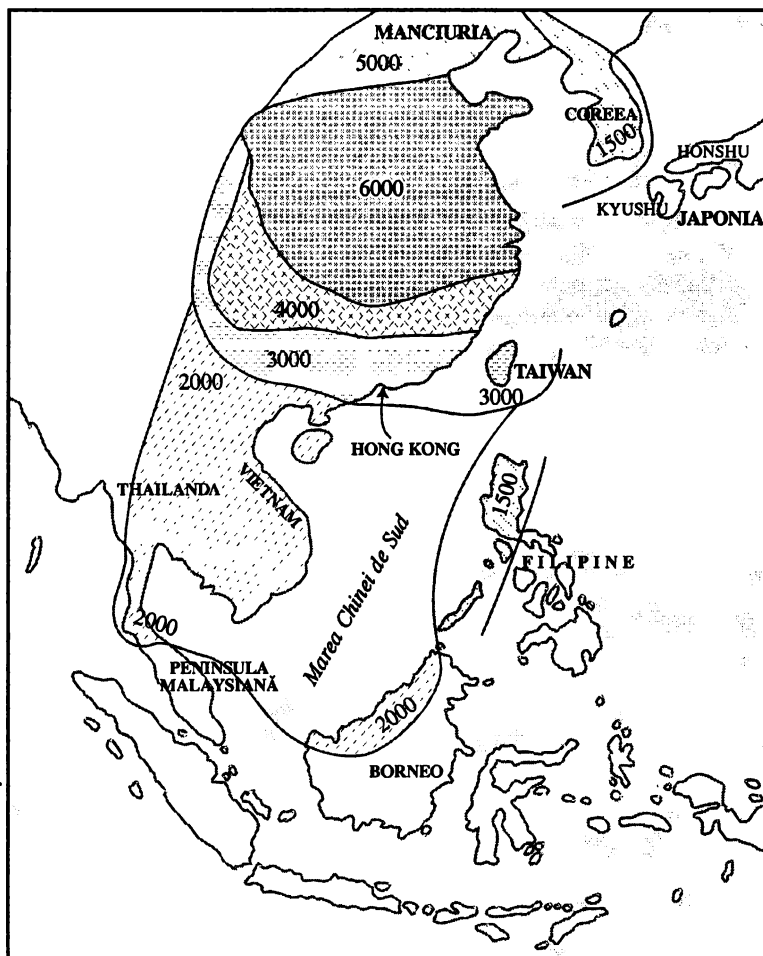 MANCIURIA
5000
COREEA
1500
HONSHU
6000
KYUSHU
JAPONIA
4000
3000
2000
TAIWAN
3000
HONG KONG
THAILANDA
VIETNAM
1500
FILIPINE
Marea Chinei de Sud
2000
PENINSULA
MALAYSIANĂ
2000
BORNEO